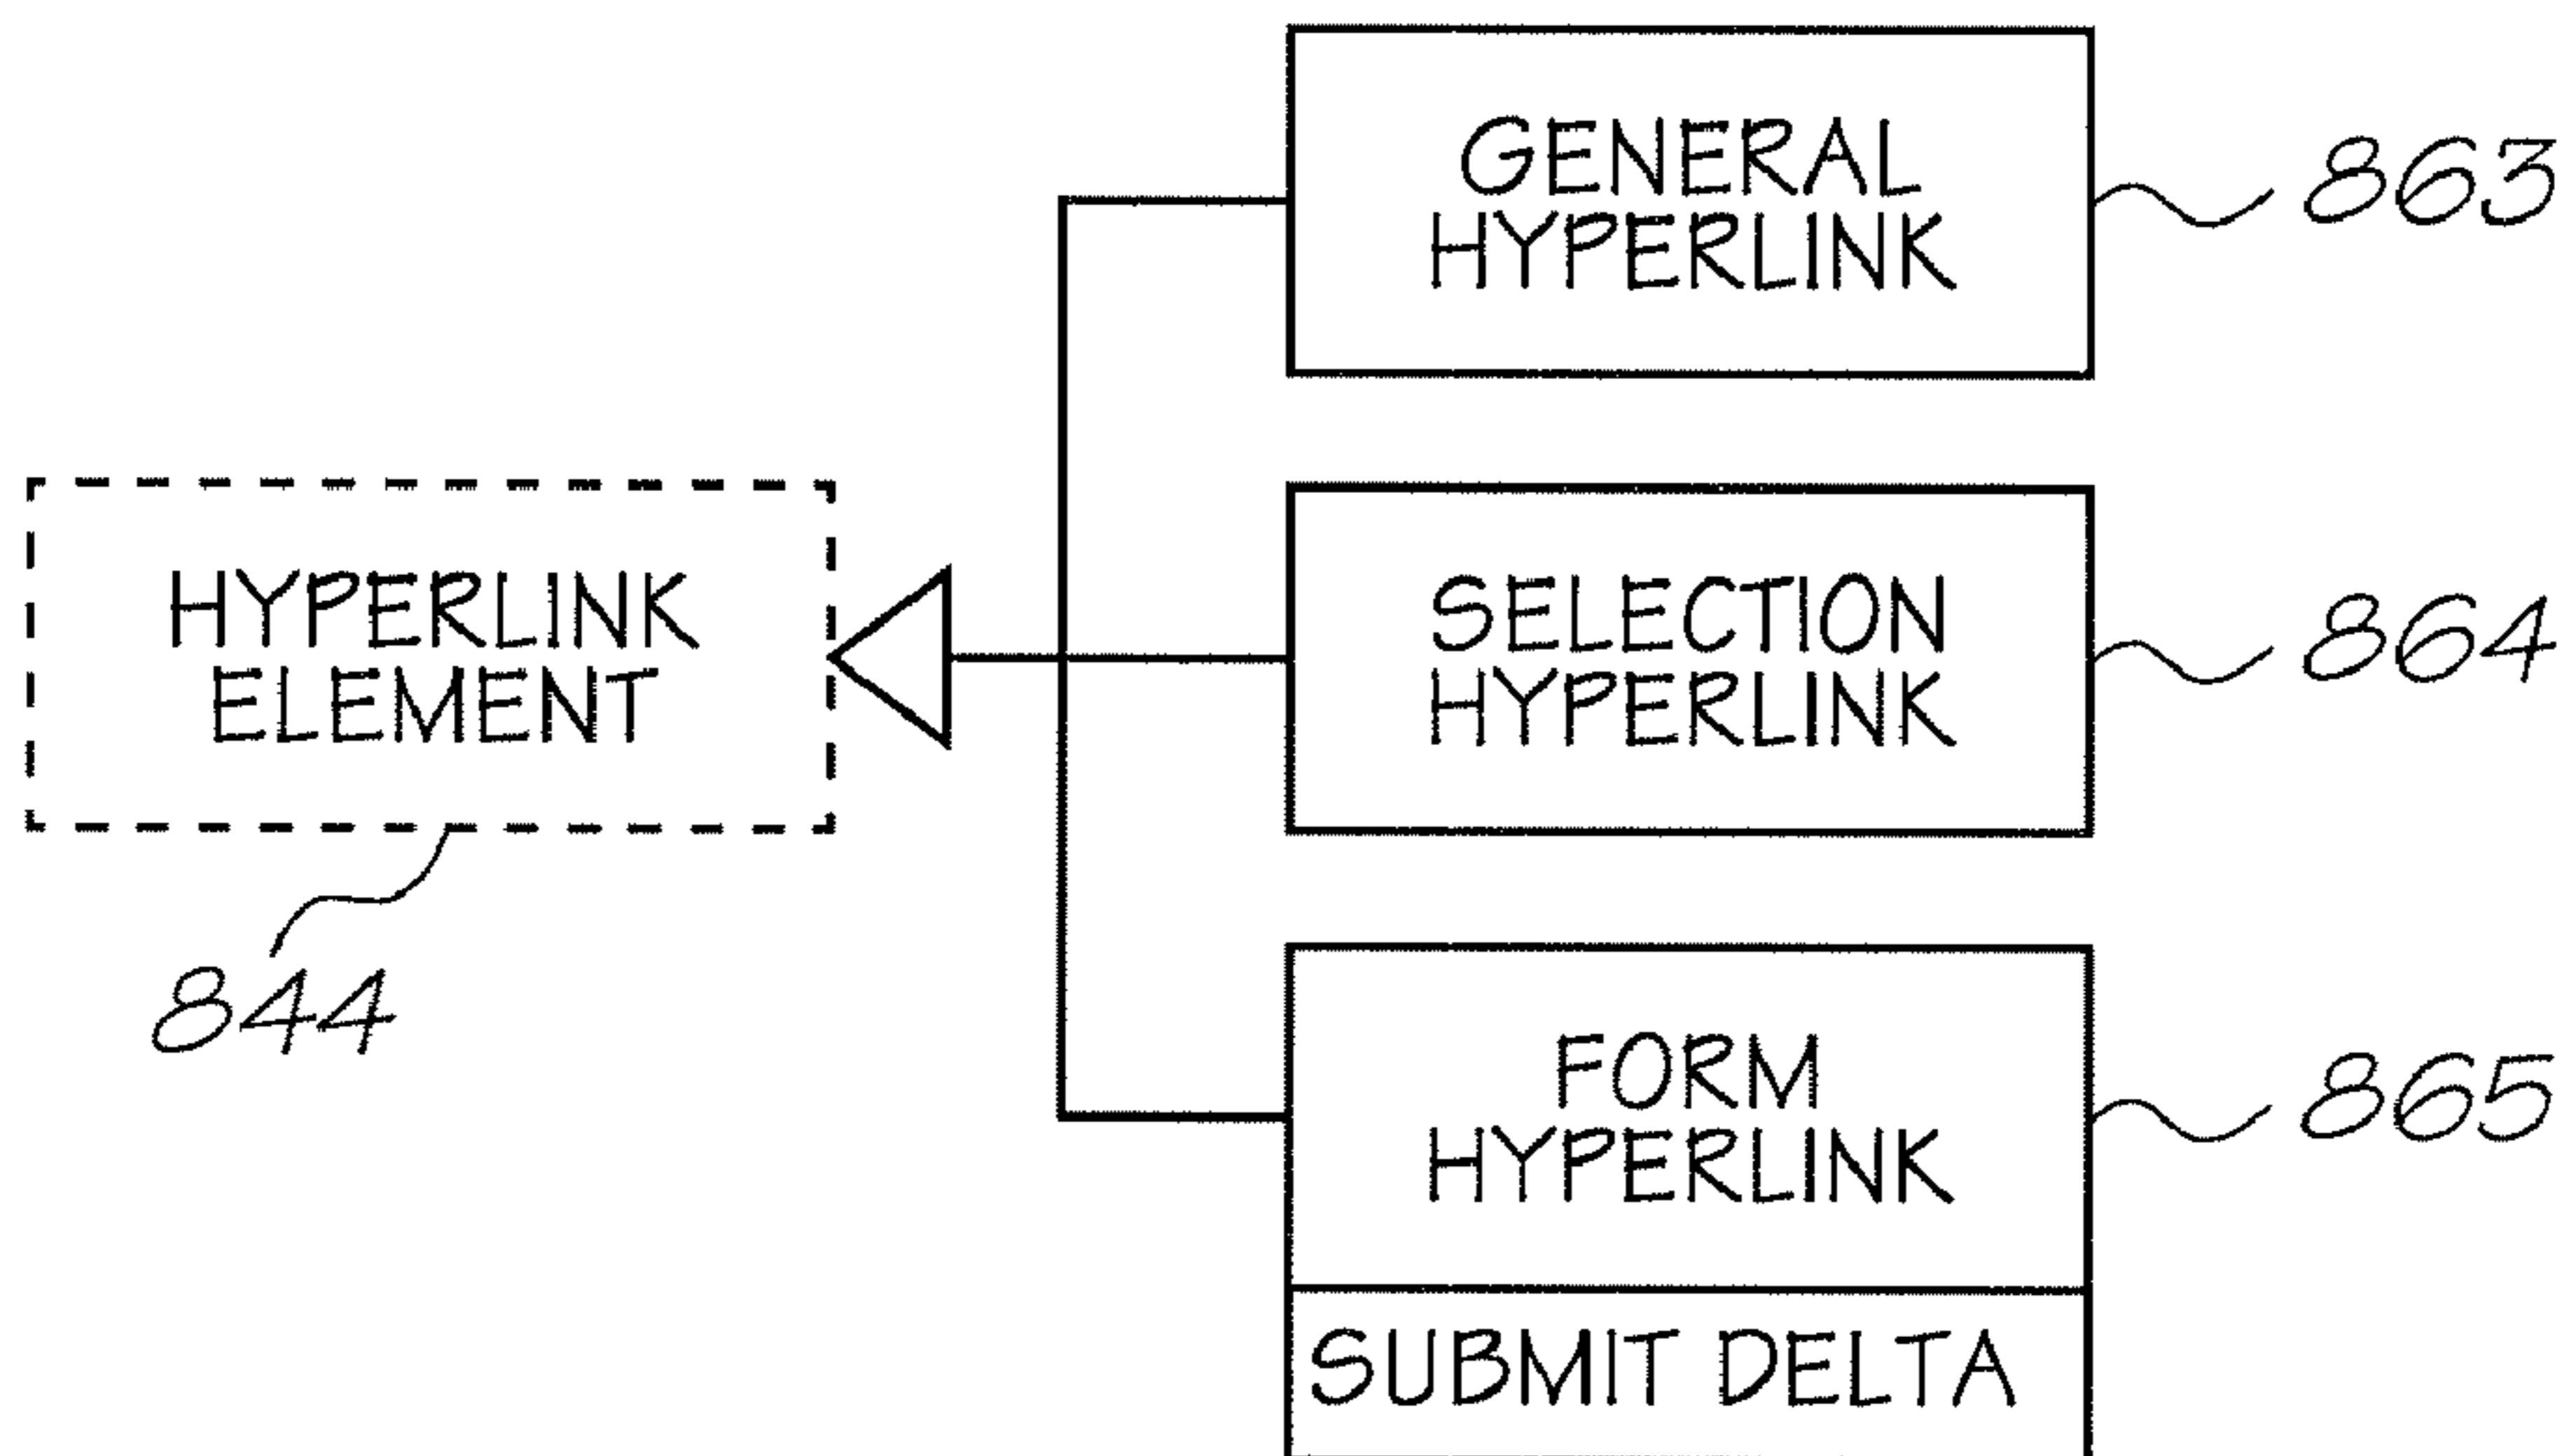 GENERAL
HYPERLINK
863
HYPERLINK
ELEMENT
844
SELECTION
HYPERLINK
864
FORM
HYPERLINK
865
SUBMIT DELTA